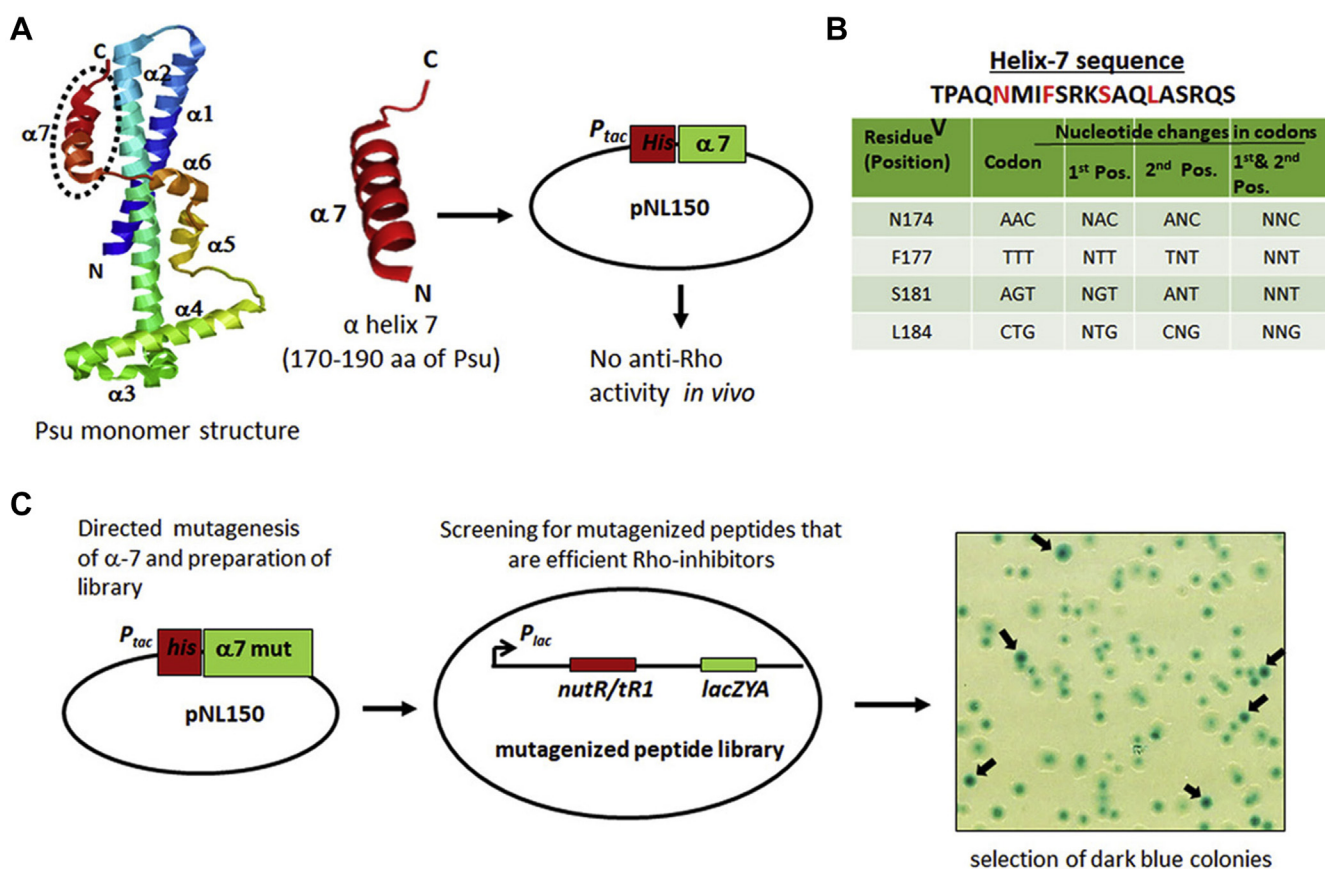 A
C
α2
α1
α7
α6
α5
N
α4
α3
Psu monomer structure
C
α 7
N
α helix 7
(170-190 aa of Psu)
Ptac
His
α 7
pNL150
No anti-Rho
activity in vivo
B
Helix-7 sequence
TPAQNMIFSRKSAQLASRQS
V
Residue
(Position)
Codon
Nucleotide changes in codons
1st Pos.
2nd Pos.
1st& 2nd
Pos.
N174 AAC NAC ANC NNC
F177 TTT NTT TNT NNT
S181 AGT NGT ANT NNT
L184 CTG NTG CNG NNG
C
Directed mutagenesis
of α-7 and preparation of
library
Ptac
his
α7 mut
pNL150
Screening for mutagenized peptides that
are efficient Rho-inhibitors
Plac
nutR/tR1
lacZYA
mutagenized peptide library
selection of dark blue colonies